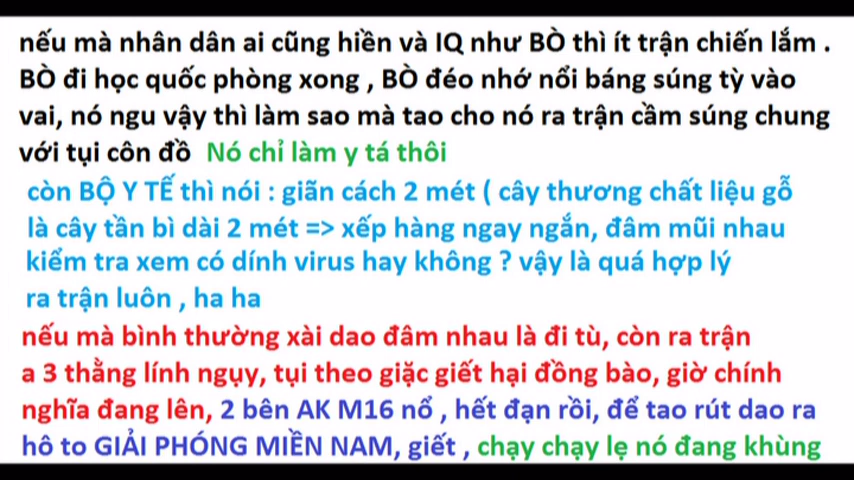 nếu mà nhân dân ai cũng hiền và IQ như BÒ thì ít trận chiến lắm .
BÒ đi học quốc phòng xong , BÒ đéo nhớ nổi báng súng tỳ vào
vai, nó ngu vậy thì làm sao mà tao cho nó ra trận cầm súng chung
với tụi côn đồ Nó chỉ làm y tá thôi
còn BỘ Y TẾ thì nói : giãn cách 2 mét ( cây thương chất liệu gỗ
là cây tần bì dài 2 mét => xếp hàng ngay ngắn, đâm mũi nhau
kiểm tra xem có dính virus hay không ? vậy là quá hợp lý
ra trận luôn , ha ha
nếu mà bình thường xài dao đâm nhau là đi tù, còn ra trận
a 3 thằng lính ngụy, tụi theo giặc giết hại đồng bào, giờ chính
nghĩa đang lên, 2 bên AK M16 nổ , hết đạn rồi, để tao rút dao ra
hô to GIẢI PHÓNG MIỀN NAM, giết , chạy chạy lẹ nó đang khùng